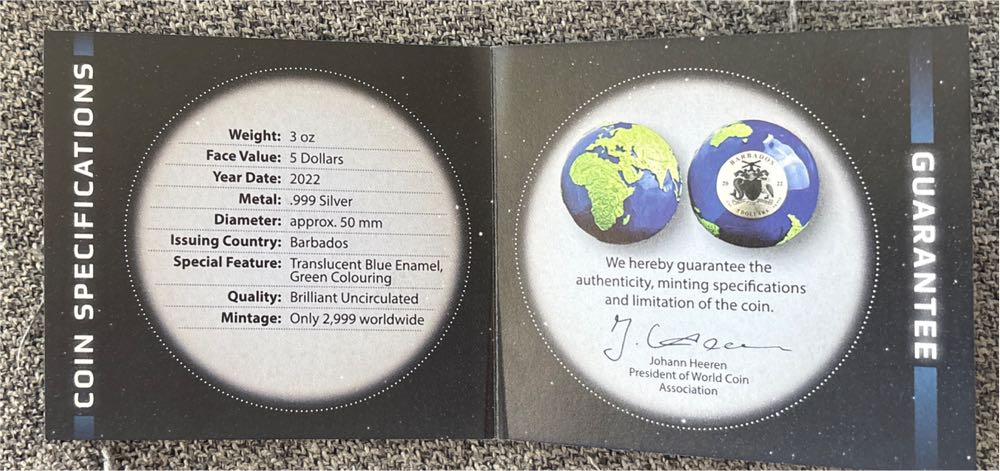 COIN SPECIFICATIONS
Weight: 3 oz
Face Value: 5 Dollars
Year Date: 2022
Metal: .999 Silver
Diameter: approx. 50 mm
Issuing Country: Barbados
Special Feature: Translucent Blue Enamel,
Green Colouring
Quality: Brilliant Uncirculated
Mintage: Only 2,999 worldwide
GUARANTEE
BARBADOS
20 22
5 DOLLARS
We hereby guarantee the
authenticity, minting specifications
and limitation of the coin.
Johann Heeren
President of World Coin
Association